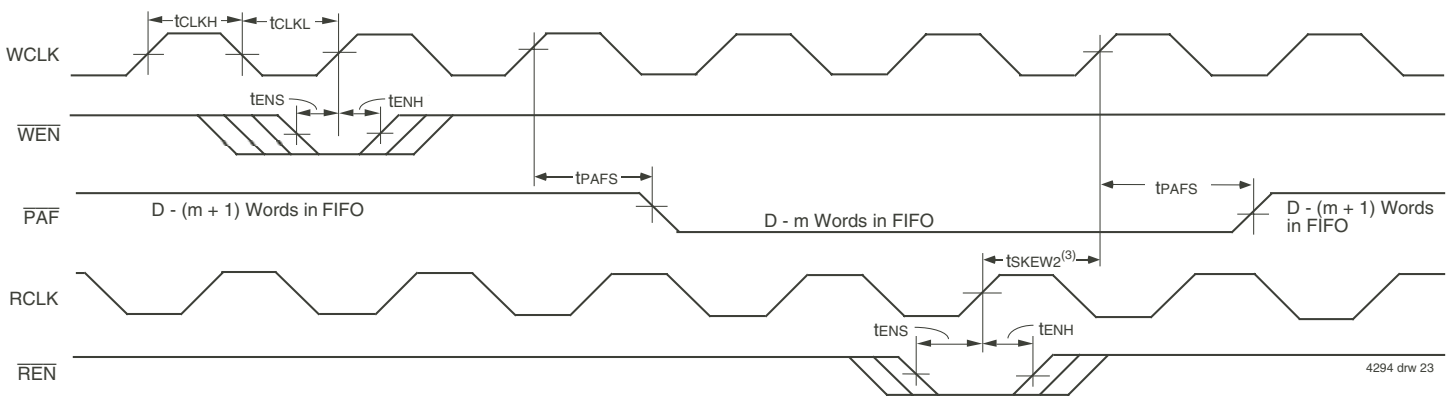 tCLKH
tCLKL
WCLK
tENS
tENH
WEN
tPAFS
tPAFS
PAF
D - (m + 1) Words in FIFO
D - m Words in FIFO
D - (m + 1) Words
in FIFO
tSKEW2(3)
RCLK
tENS
tENH
REN
4294 drw 23